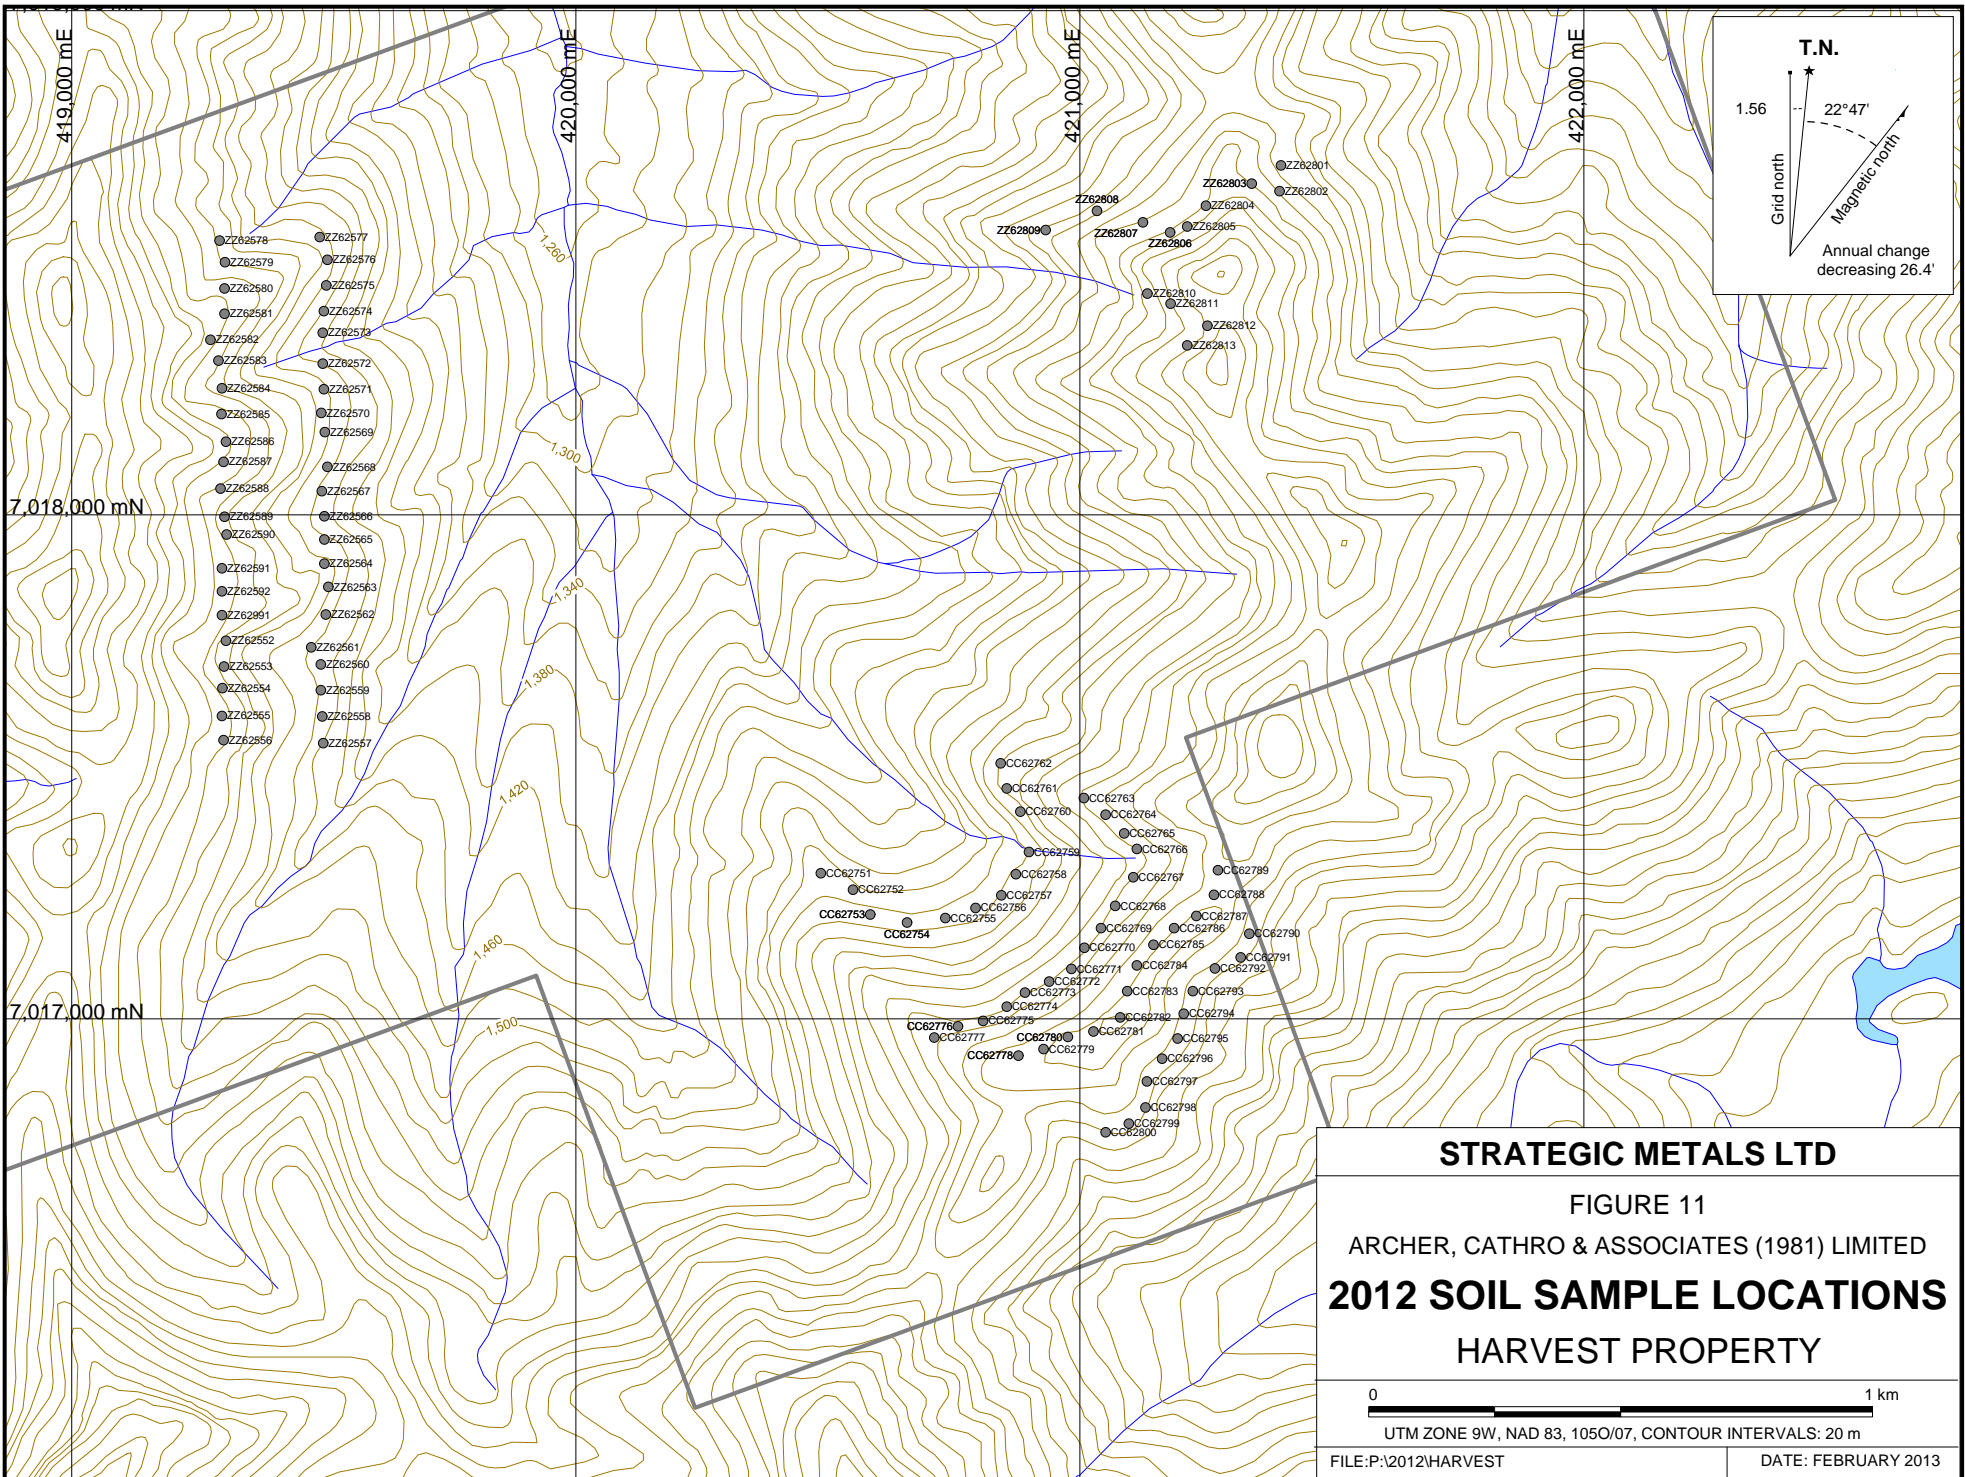 419,000 mE
420,000 mE
421,000 mE
422,000 mE
T.N.
1.56
22°47'
Grid north
Magnetic north
Annual change
decreasing 26.4'
ZZ62801
ZZ62803
ZZ62802
ZZ62808
ZZ62804
ZZ62809
ZZ62807
ZZ62805
ZZ62806
ZZ62578
ZZ62577
1,260
ZZ62579
ZZ62576
ZZ62580
ZZ62575
ZZ62810
ZZ62811
ZZ62581
ZZ62574
ZZ62812
ZZ62582
ZZ62573
ZZ62813
ZZ62583
ZZ62572
ZZ62584
ZZ62571
ZZ62585
ZZ62570
ZZ62586
ZZ62569
1,300
ZZ62587
ZZ62568
ZZ62588
ZZ62567
7,018,000 mN
ZZ62589
ZZ62566
ZZ62590
ZZ62565
ZZ62591
ZZ62564
ZZ62592
ZZ62563
1,340
ZZ62991
ZZ62562
ZZ62552
ZZ62561
ZZ62553
ZZ62560
1,380
ZZ62554
ZZ62559
ZZ62555
ZZ62558
ZZ62556
ZZ62557
CC62762
1,420
CC62761
CC62763
CC62760
CC62764
CC62765
CC62759
CC62766
CC62751
CC62758
CC62767
CC62789
CC62752
CC62757
CC62788
CC62753
CC62756
CC62768
CC62754
CC62755
CC62787
CC62769
CC62786
CC62790
1,460
CC62770
CC62785
CC62791
CC62771
CC62784
CC62792
CC62772
CC62773
CC62783
CC62793
7,017,000 mN
CC62774
CC62794
1,500
CC62775
CC62782
CC62776
CC62781
CC62777
CC62780
CC62795
CC62778
CC62779
CC62796
CC62797
CC62798
CC62799
CC62800
STRATEGIC METALS LTD
FIGURE 11
ARCHER, CATHRO & ASSOCIATES (1981) LIMITED
2012 SOIL SAMPLE LOCATIONS
HARVEST PROPERTY
0 1 km
UTM ZONE 9W, NAD 83, 105O/07, CONTOUR INTERVALS: 20 m
FILE:P:\2012\HARVEST
DATE: FEBRUARY 2013